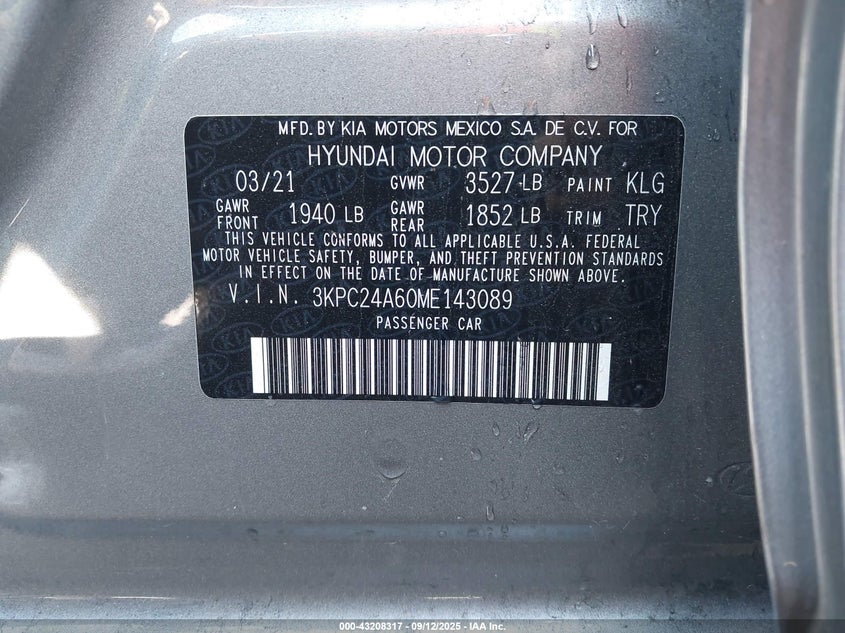 MFD. BY KIA MOTORS MEXICO S.A. DE C.V. FOR
HYUNDAI MOTOR COMPANY
03/21 GVWR 3527 LB PAINT KLG
GAWR FRONT 1940 LB GAWR REAR 1852 LB TRIM TRY
THIS VEHICLE CONFORMS TO ALL APPLICABLE U.S.A. FEDERAL
MOTOR VEHICLE SAFETY, BUMPER, AND THEFT PREVENTION STANDARDS
IN EFFECT ON THE DATE OF MANUFACTURE SHOWN ABOVE.
V.I.N. 3KPC24A60ME143089
PASSENGER CAR
000-43208317 - 09/12/2025 - IAA Inc.